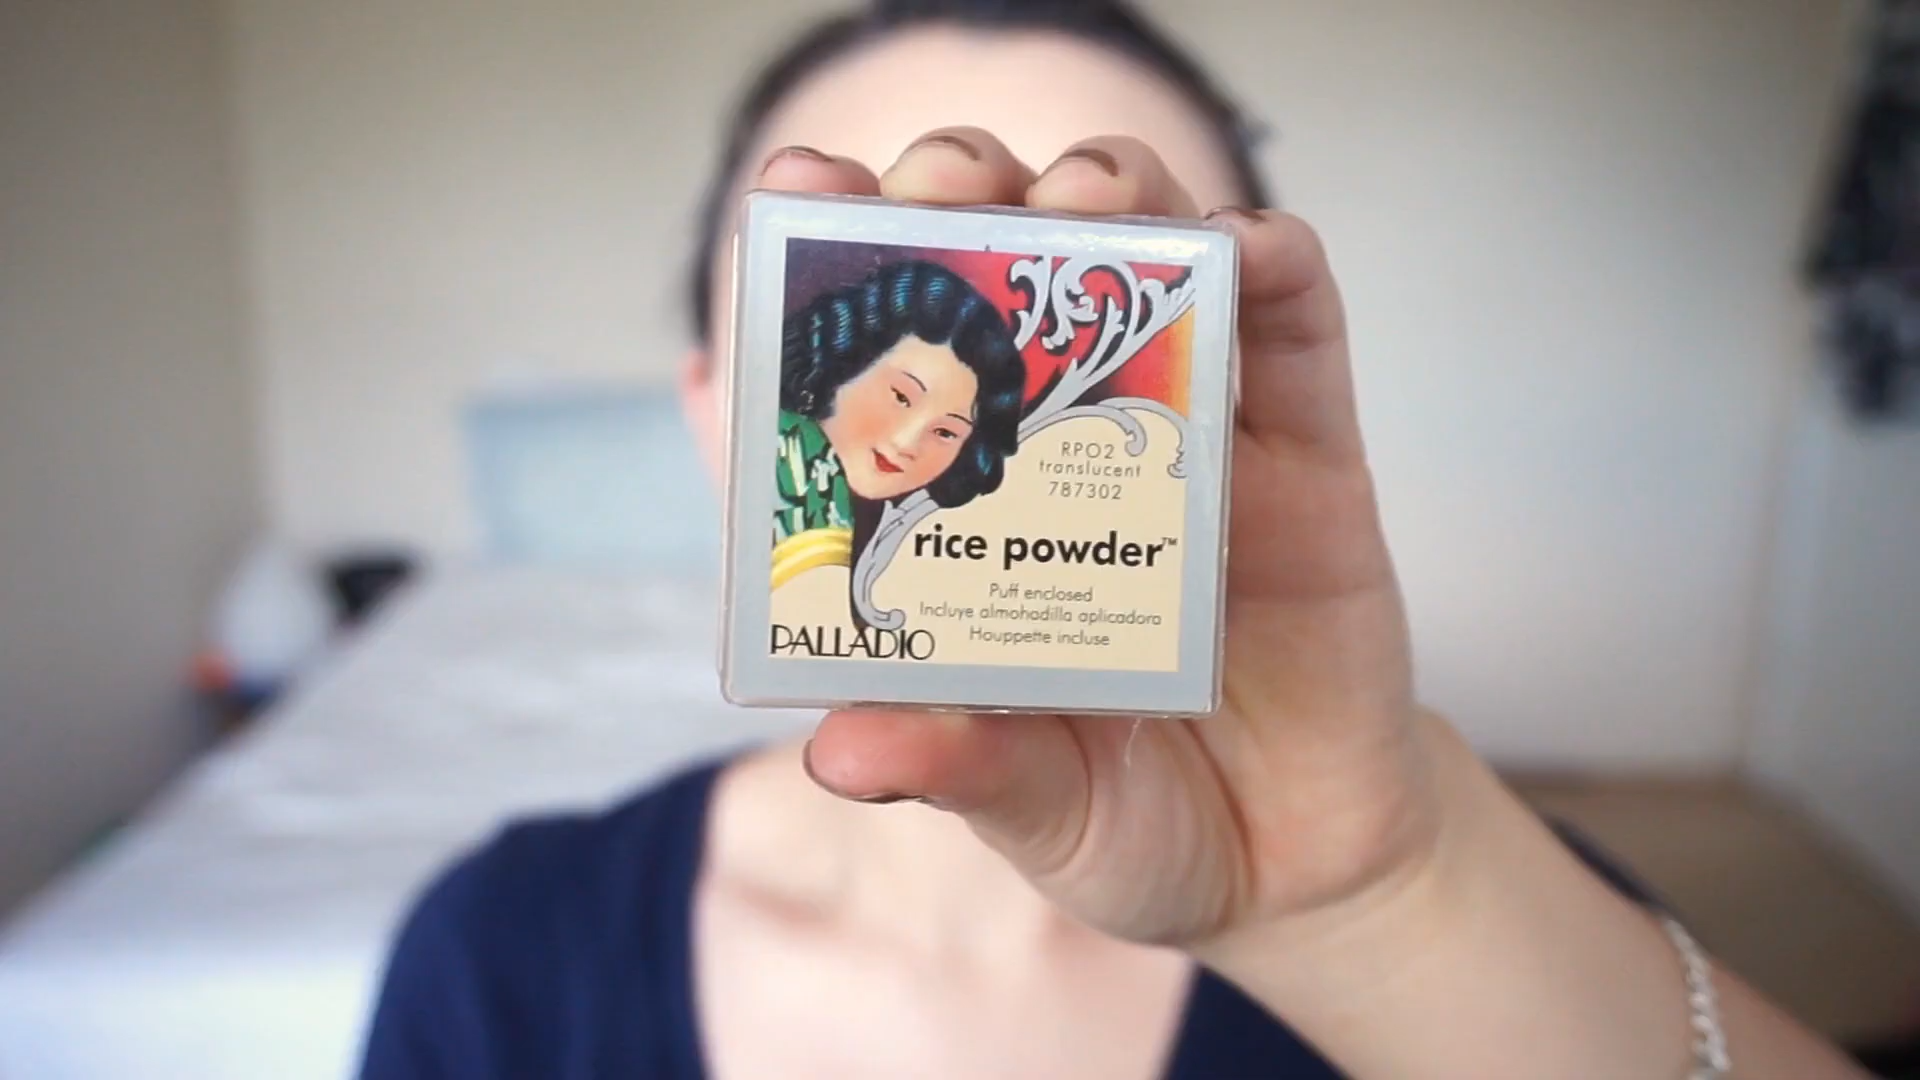 RPO2
translucent
787302
rice powder™
Puff enclosed
Incluye almohadilla aplicadora
Houppette incluse
PALLADIO